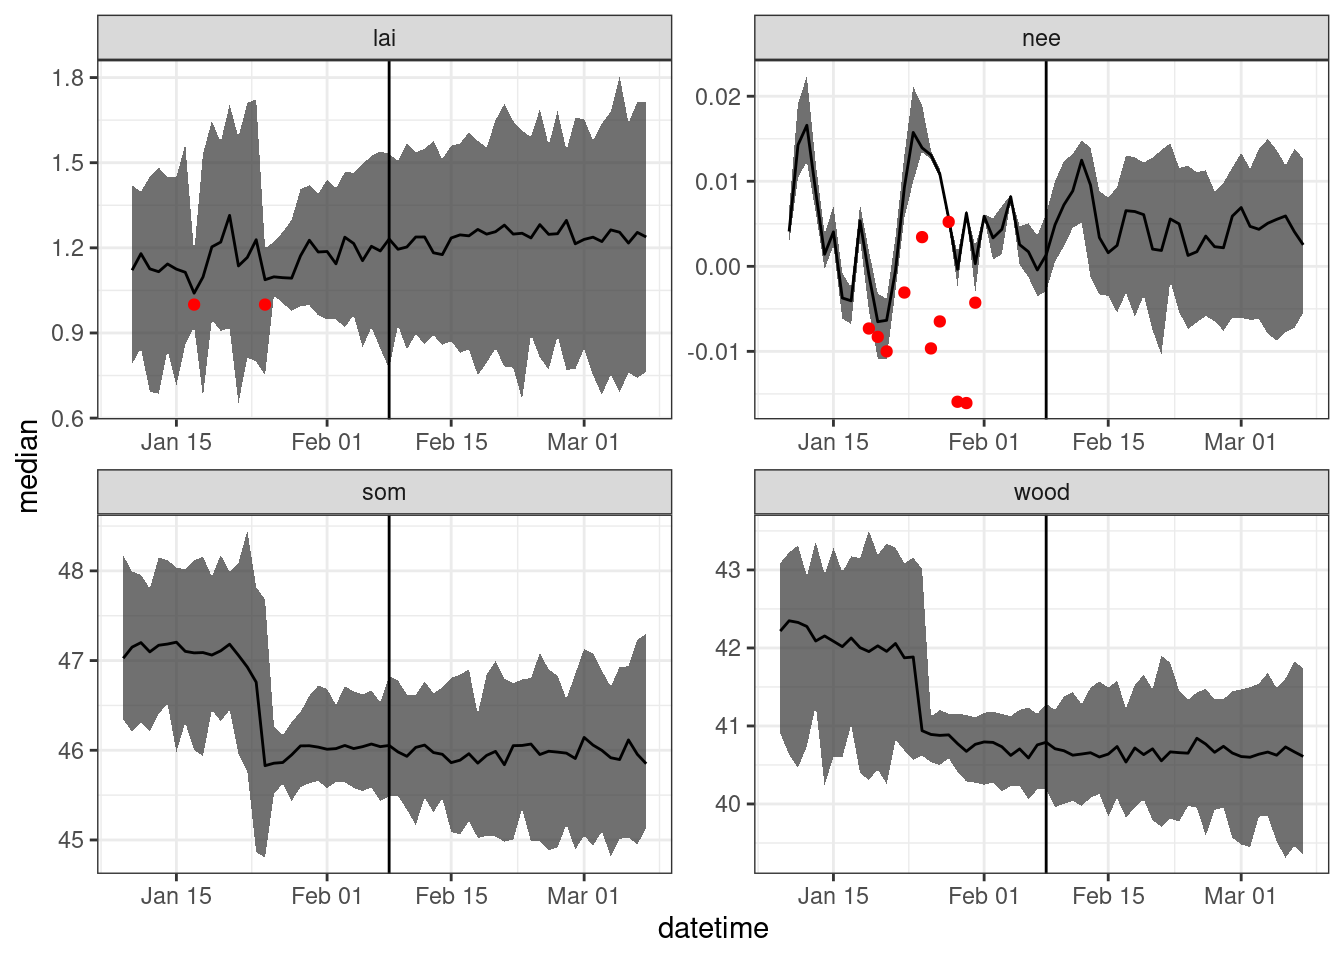 lai
nee
1.8
1.5
1.2
0.9
0.6
0.02
0.01
0.00
-0.01
Jan 15 Feb 01 Feb 15 Mar 01
Jan 15 Feb 01 Feb 15 Mar 01
median
som
wood
48
47
46
45
43
42
41
40
Jan 15 Feb 01 Feb 15 Mar 01
Jan 15 Feb 01 Feb 15 Mar 01
datetime